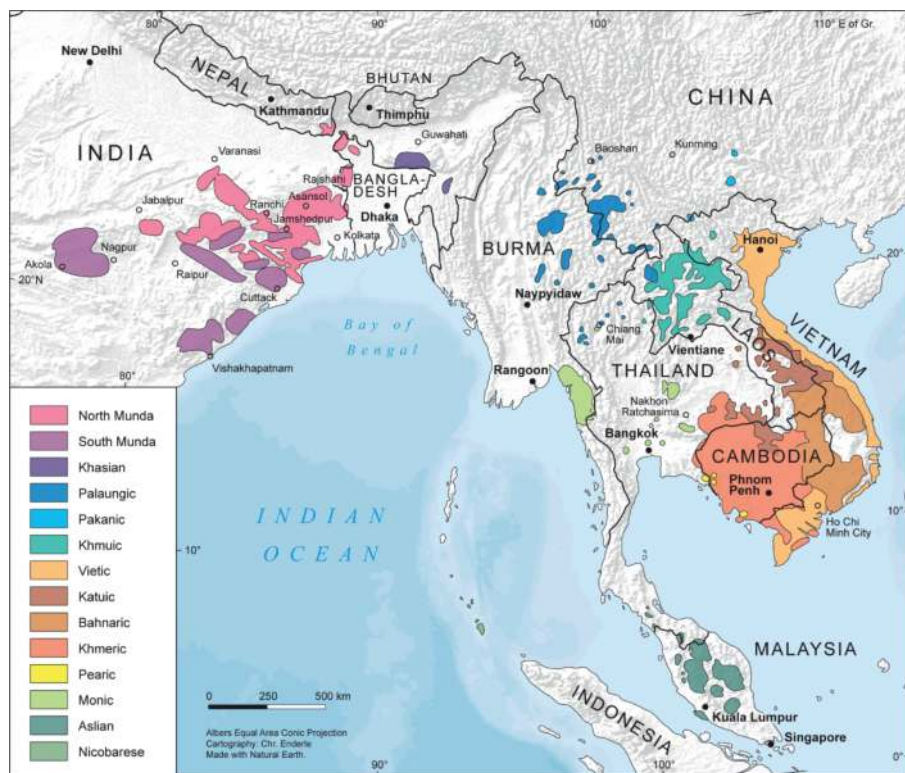 80°
90°
100°
110° E of Gr.
New Delhi
NEPAL
BHUTAN
CHINA
Kathmandu
Thimphu
Guwahati
INDIA
Varanasi
Baoshan
Kunming
Rajshahi
BANGLA-
DESH
Jabalpur
Ranchi
Asansol
Jamshedpur
Dhaka
Kolkata
BURMA
Hanoi
Akola
Nagpur
Raipur
20°N
20°
Cuttack
Naypyidaw
Bay of
Bengal
Chiang
Mai
LAOS
VIETNAM
Vientiane
Vishakhapatnam
80°
Rangoon
THAILAND
Nakhon
Ratchasima
Bangkok
CAMBODIA
Phnom
Penh
10°
Ho Chi
Minh City
INDIAN
OCEAN
10°
North Munda
South Munda
Khasian
Palaungic
Pakanic
Khmuic
Vietic
Katuic
Bahnaric
Khmeric
Pearic
Monic
Aslian
Nicobarese
MALAYSIA
INDONESIA
Kuala Lumpur
Singapore
0 250 500 km
Albers Equal Area Conic Projection
Cartography: Chr. Enderle
Made with Natural Earth.
90°
100°
0°